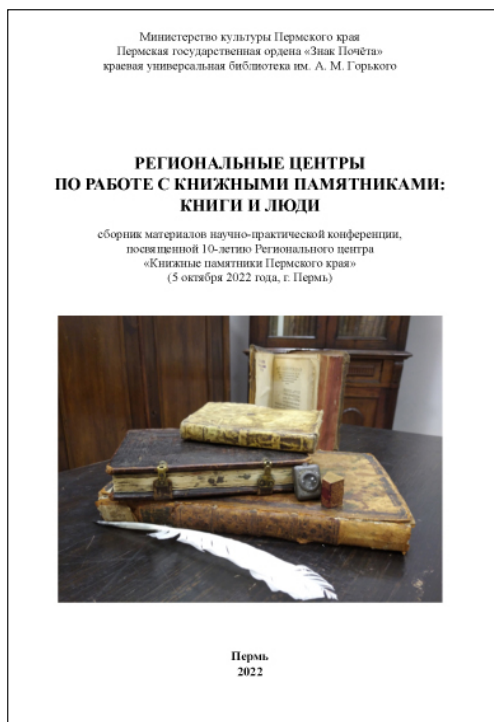 Министерство культуры Пермского края
Пермская государственная ордена «Знак Почёта»
краевая универсальная библиотека им. А. М. Горького
РЕГИОНАЛЬНЫЕ ЦЕНТРЫ
ПО РАБОТЕ С КНИЖНЫМИ ПАМЯТНИКАМИ:
КНИГИ И ЛЮДИ
сборник материалов научно-практической конференции,
посвященной 10-летию Регионального центра
«Книжные памятники Пермского края»
(5 октября 2022 года, г. Пермь)
Пермь
2022